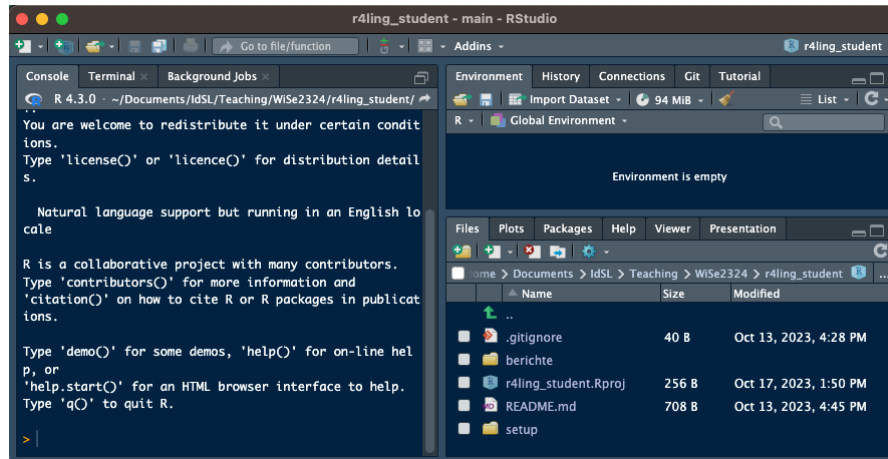 r4ling_student - main - RStudio
Go to file/function
Addins
r4ling_student
Console Terminal Background Jobs
R 4.3.0 · ~/Documents/IdSL/Teaching/WiSe2324/r4ling_student/
You are welcome to redistribute it under certain condit
ions.
Type 'license()' or 'licence()' for distribution detail
s.
Natural language support but running in an English lo
cale
R is a collaborative project with many contributors.
Type 'contributors()' for more information and
'citation()' on how to cite R or R packages in publicat
ions.
Type 'demo()' for some demos, 'help()' for on-line hel
p, or
'help.start()' for an HTML browser interface to help.
Type 'q()' to quit R.
>
Environment History Connections Git Tutorial
Import Dataset 94 MiB List
R Global Environment
Environment is empty
Files Plots Packages Help Viewer Presentation
ome > Documents > IdSL > Teaching > WiSe2324 > r4ling_student ...
Name Size Modified
..
.gitignore 40 B Oct 13, 2023, 4:28 PM
berichte
r4ling_student.Rproj 256 B Oct 17, 2023, 1:50 PM
README.md 708 B Oct 13, 2023, 4:45 PM
setup